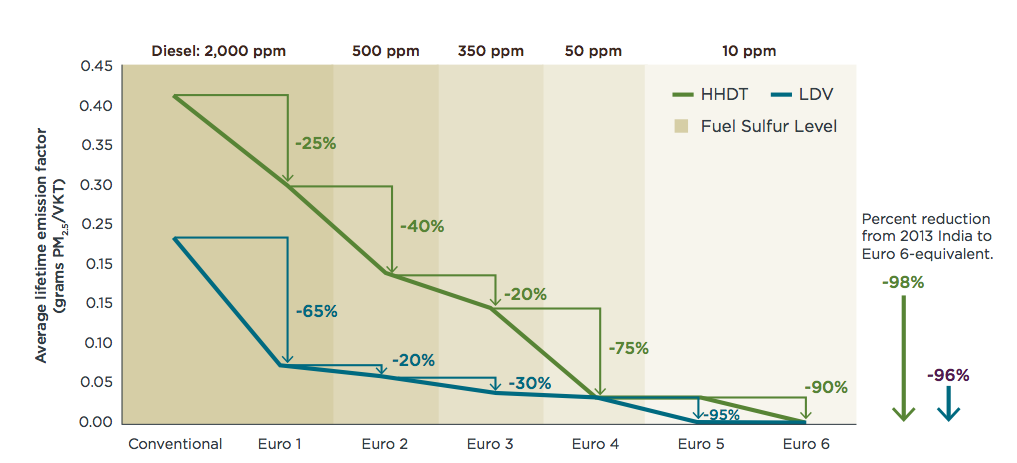 Diesel: 2,000 ppm 500 ppm 350 ppm 50 ppm 10 ppm
0.45
0.40
0.35
0.30
0.25
0.15
0.15
0.10
0.05
0.00
Average lifetime emission factor
(grams PM2.5/VKT)
HHDT LDV
Fuel Sulfur Level
-25%
-40%
-20%
-75%
-90%
-65%
-20%
-30%
-95%
Conventional Euro 1 Euro 2 Euro 3 Euro 4 Euro 5 Euro 6
Percent reduction
from 2013 India to
Euro 6-equivalent.
-98%
-96%